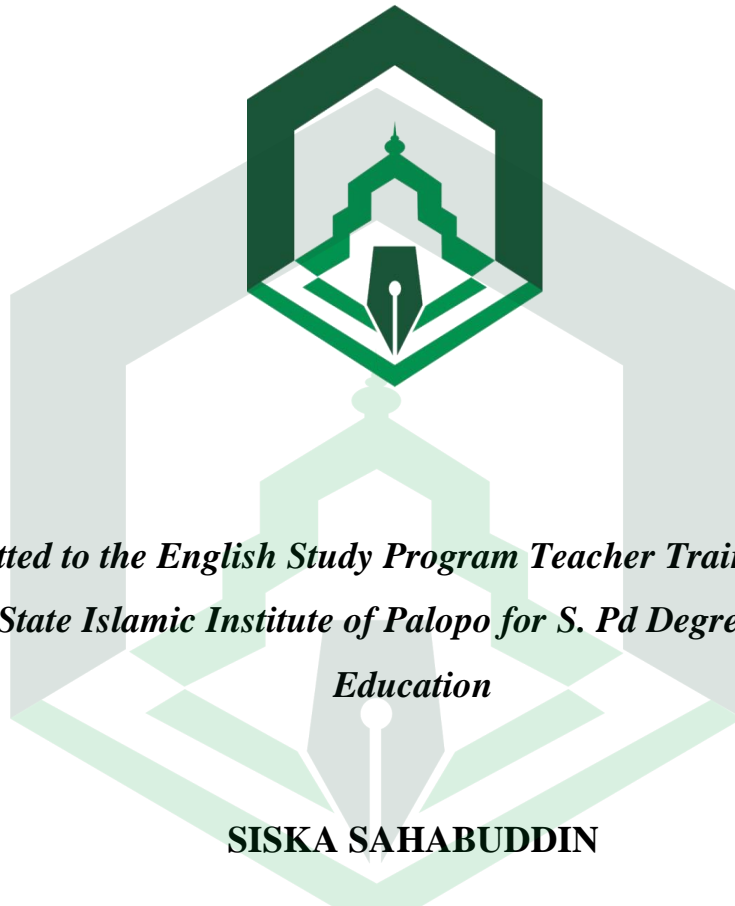 to the English Study Program Teacher
State Islamic Institute of Palopo for S. Pd
Education
SISKA SAHABUDDIN